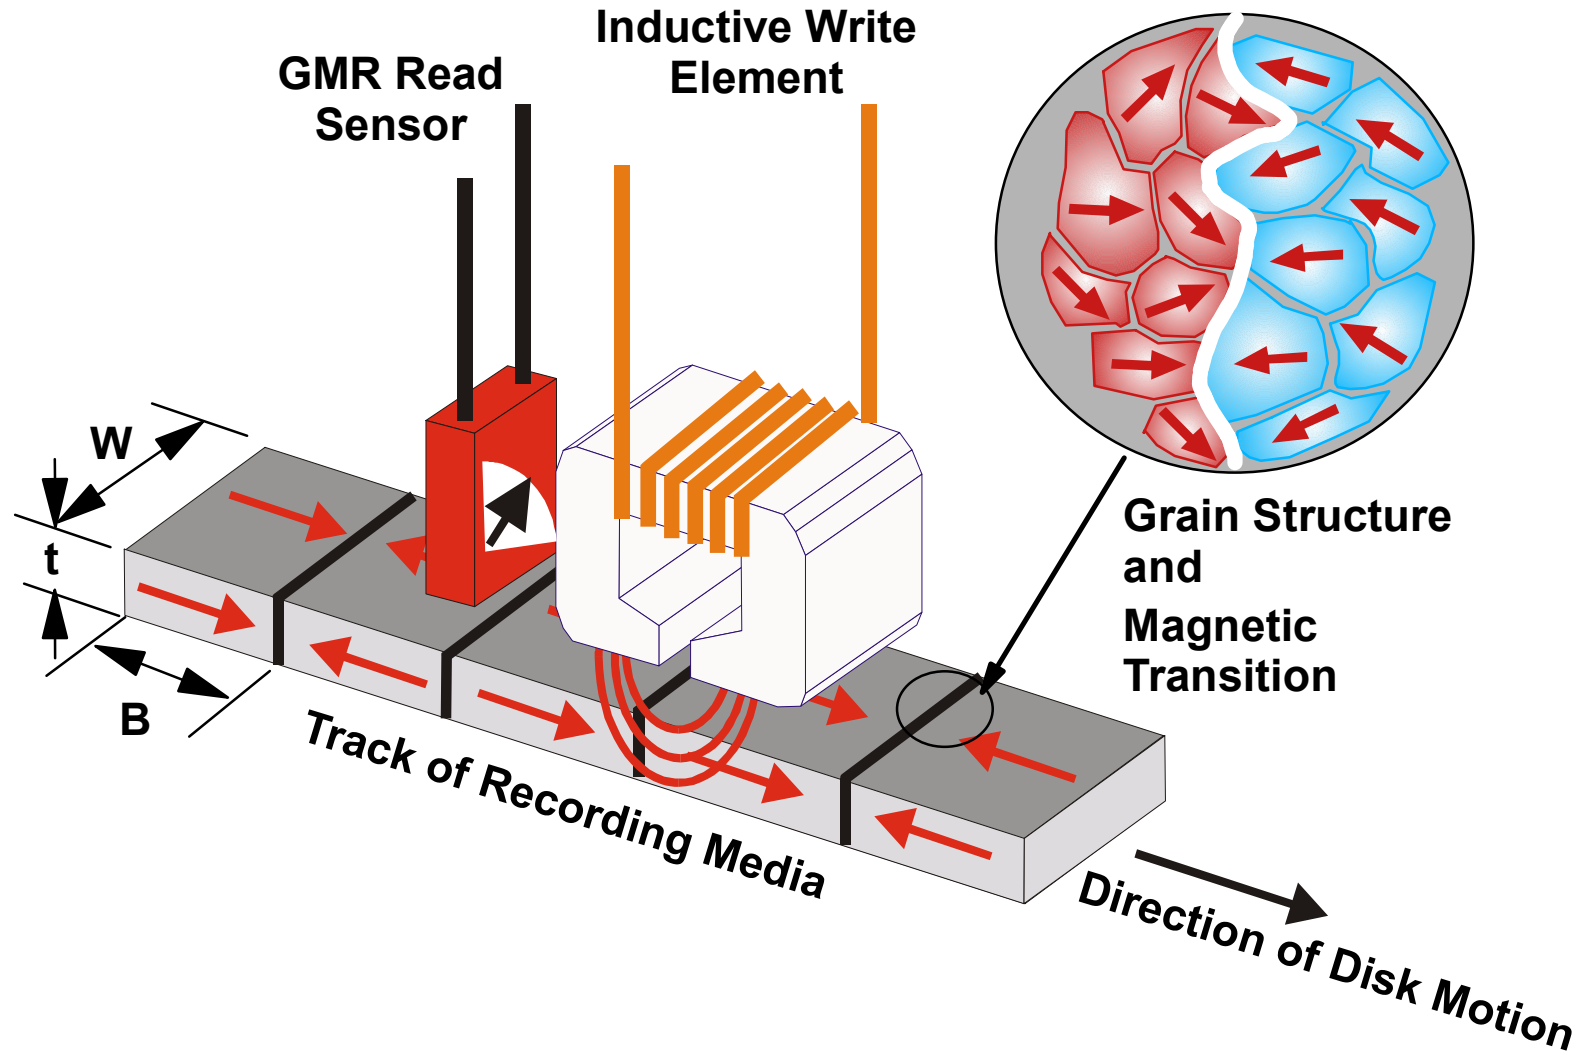 Inductive Write
Element
GMR Read
Sensor
W
t
B
Grain Structure
and
Magnetic
Transition
Track of Recording Media
Direction of Disk Motion